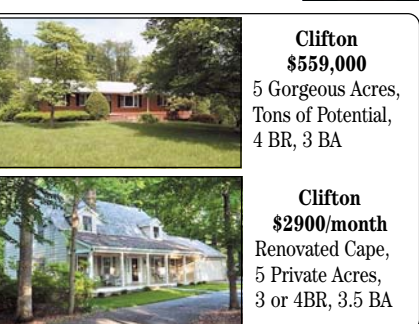 Clifton
$559,000
5 Gorgeous Acres,
Tons of Potential,
4 BR, 3 BA
Clifton
$2900/month
Renovated Cape,
5 Private Acres,
3 or 4BR, 3.5 BA